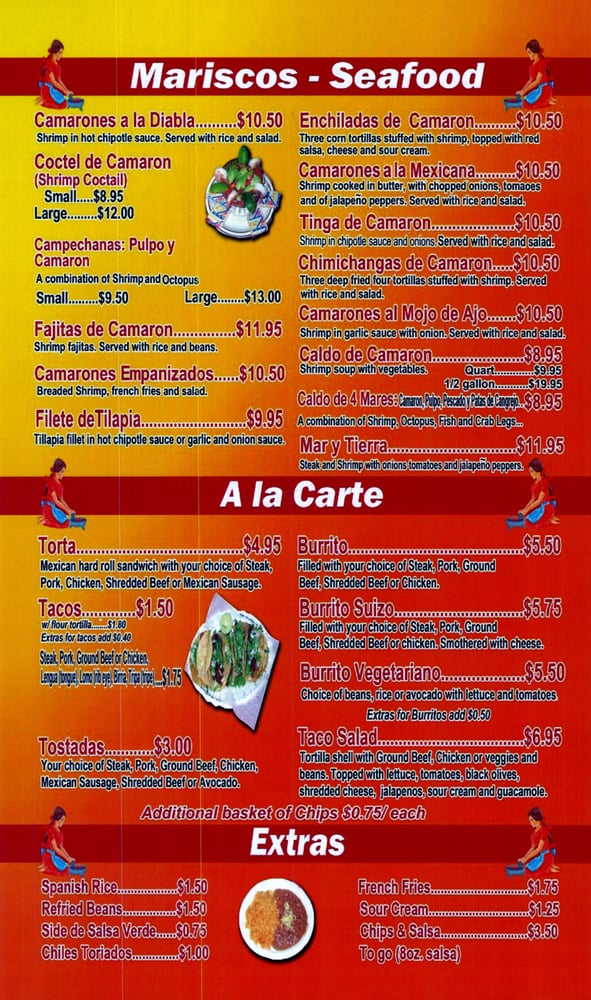 Mariscos - Seafood
Camarones a la Diabla..........$10.50
Shrimp in hot chipotle sauce. Served with rice and salad.
Coctel de Camaron
(Shrimp Coctail)
Small.....$8.95
Large.........$12.00
Campechanas: Pulpo y
Camaron
A combination of Shrimp and Octopus
Small.........$9.50 Large........$13.00
Fajitas de Camaron...............$11.95
Shrimp fajitas. Served with rice and beans.
Camarones Empanizados......$10.50
Breaded Shrimp, french fries and salad.
Filete deTilapia.........................$9.95
Tillapia fillet in hot chipotle sauce or garlic and onion sauce.
Enchiladas de Camaron..........$10.50
Three corn tortillas stuffed with shrimp, topped with red
salsa, cheese and sour cream.
Camarones a la Mexicana.........$10.50
Shrimp cooked in butter, with chopped onions, tomaoes
and of jalapeño peppers. Served with rice and salad.
Tinga de Camaron....................$10.50
Shrimp in chipotle sauce and onions. Served with rice and salad.
Chimichangas de Camaron.....$10.50
Three deep fried four tortillas stuffed with shrimp. Served
with rice and salad.
Camarones al Mojo de Ajo.......$10.50
Shrimp in garlic sauce with onion. Served with rice and salad.
Caldo de Camaron......................$8.95
Shrimp soup with vegetables. Quart.............$9.95
1/2 gallon...........$19.95
Caldo de 4 Mares: Camaron, Pulpo, Pescado y Patas de Cangrejo...$8.95
A combination of Shrimp, Octopus, Fish and Crab Legs...
Mar y Tierra..............................$11.95
Steak and Shrimp with onions tomatoes and jalapeño peppers.
A la Carte
Torta.......................................$4.95
Mexican hard roll sandwich with your choice of Steak,
Pork, Chicken, Shredded Beef or Mexican Sausage.
Tacos............$1.50
w/ flour tortilla........$1.80
Extras for tacos add $0.40
Steak, Pork, Ground Beef or Chicken,
Lengua (tongue), Lomo (rib eye), Birria, Tripa (tripe) ....$1.75
Tostadas...........$3.00
Your choice of Steak, Pork, Ground Beef, Chicken,
Mexican Sausage, Shredded Beef or Avocado.
Burrito.........................................$5.50
Filled with your choice of Steak, Pork, Ground
Beef, Shredded Beef or Chicken.
Burrito Suizo..............................$5.75
Filled with your choice of Steak, Pork, Ground
Beef, Shredded beef or chicken. Smothered with cheese.
Burrito Vegetariano...................$5.50
Choice of beans, rice or avocado with lettuce and tomatoes
Extras for Burritos add $0.50
Taco Salad..................................$6.95
Tortilla shell with Ground Beef, Chicken or veggies and
beans. Topped with lettuce, tomatoes, black olives,
shredded cheese, jalapenos, sour cream and guacamole.
Additional basket of Chips $0.75/ each
Extras
Spanish Rice..................$1.50
Refried Beans................$1.50
Side de Salsa Verde......$0.75
Chiles Toriados..............$1.00
French Fries....................$1.75
Sour Cream.....................$1.25
Chips & Salsa..................$3.50
To go (8oz. salsa)